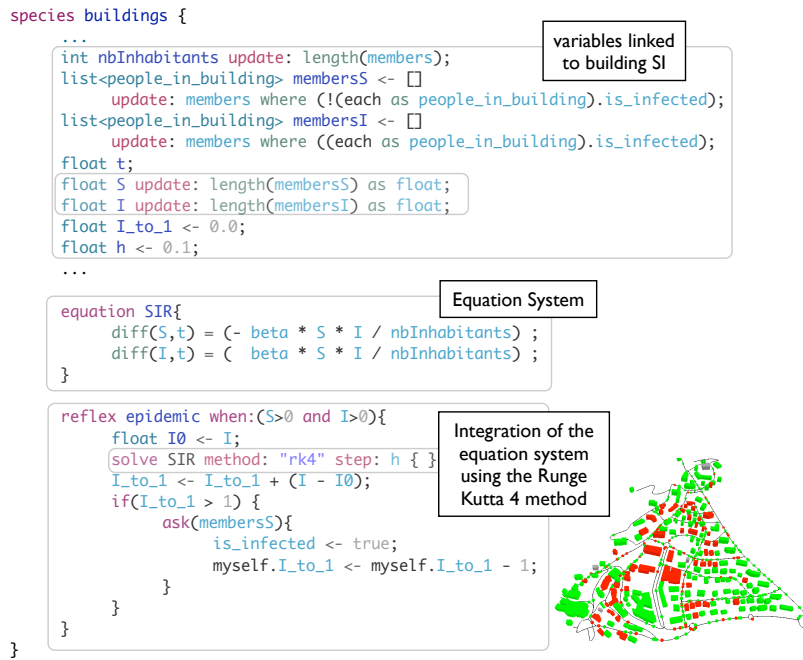 species buildings {
...
int nbInhabitants update: length(members);
variables linked
to building SI
list<people_in_building> membersS <- []
update: members where (!(each as people_in_building).is_infected);
list<people_in_building> membersI <- []
update: members where ((each as people_in_building).is_infected);
float t;
float S update: length(membersS) as float;
float I update: length(membersI) as float;
float I_to_1 <- 0.0;
float h <- 0.1;
...
Equation System
equation SIR{
diff(S,t) = (- beta * S * I / nbInhabitants) ;
diff(I,t) = (  beta * S * I / nbInhabitants) ;
}
reflex epidemic when:(S>0 and I>0){
float I0 <- I;
solve SIR method: "rk4" step: h { }
I_to_1 <- I_to_1 + (I - I0);
if(I_to_1 > 1) {
ask(membersS){
is_infected <- true;
myself.I_to_1 <- myself.I_to_1 - 1;
}
}
}
Integration of the
equation system
using the Runge
Kutta 4 method
}